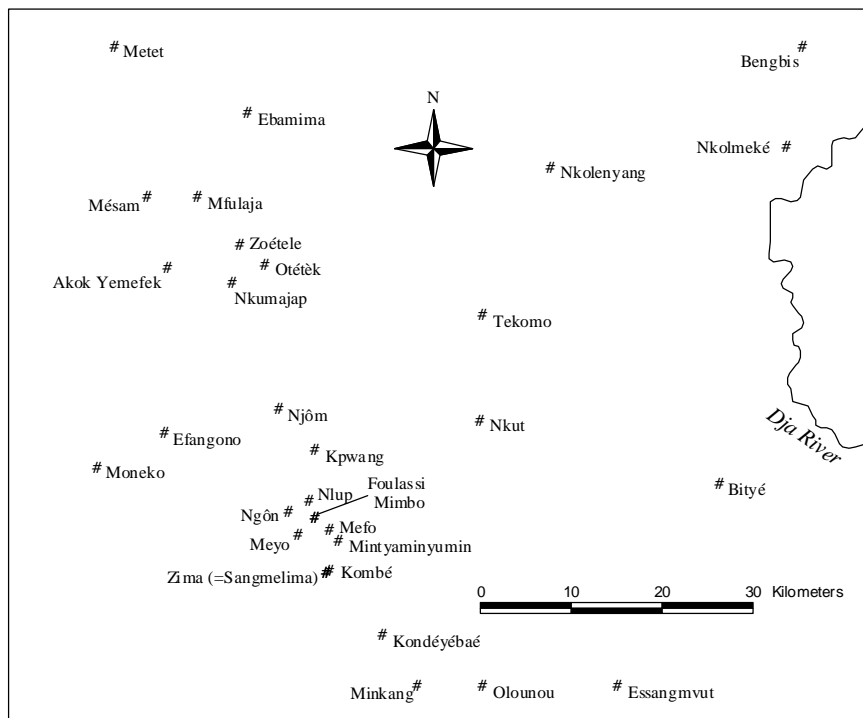 # Metet
Bengbis #
# Ebamima
N
Nkolmeké #
# Nkolenyang
Mésam #
# Mfulaja
# Zoétele
# Otétèk
Akok Yemefek #
# Nkumajap
# Tekomo
# Njôm
# Nkut
Dja River
# Efangono
# Kpwang
# Moneko
Foulassi
Mimbo
# Bityé
# Nlup
Ngôn #
#
# Mefo
Meyo #
# Mintyaminyumin
Zima (=Sangmelima) #
# Kombé
0 10 20 30 Kilometers
# Kondéyébaé
Minkang #
# Olounou
# Essangmvut